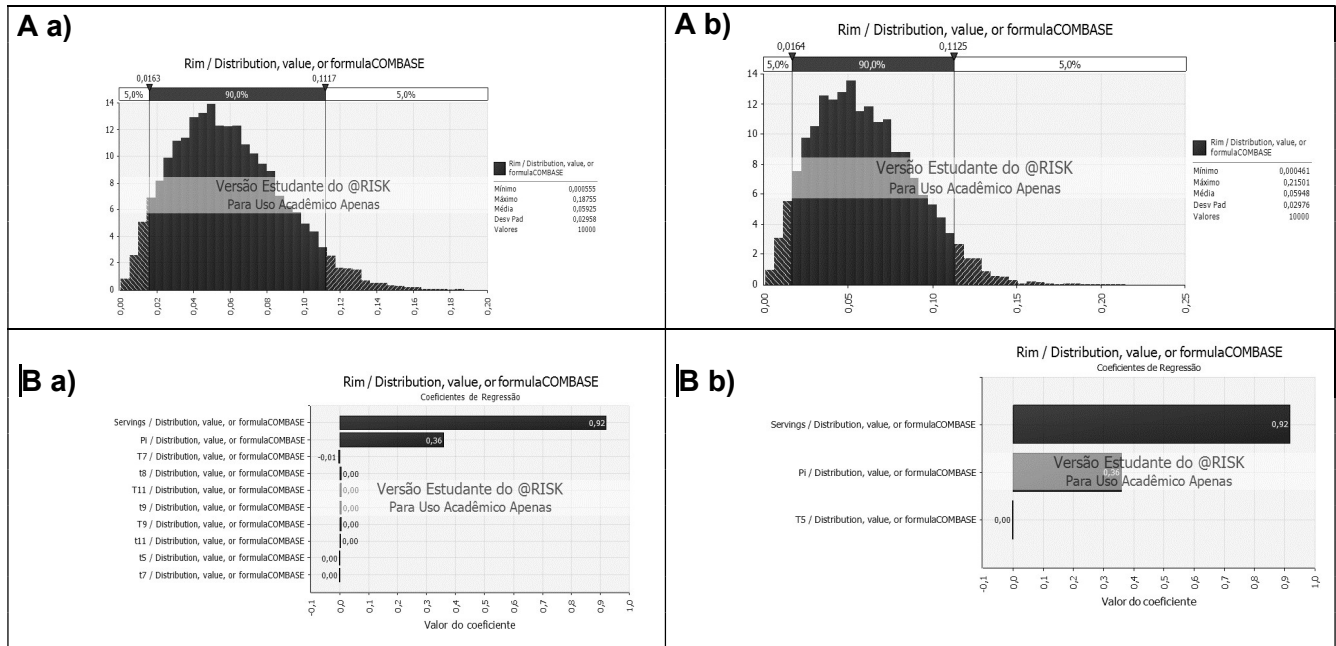 A a)
Rim / Distribution, value, or formulaCOMBASE
0,0163 0,1117
5,0% 90,0% 5,0%
14
12
10
8
6
4
2
0
0,00 0,02 0,04 0,06 0,08 0,10 0,12 0,14 0,16 0,18 0,20
Versão Estudante do @RISK
Para Uso Acadêmico Apenas
Rim / Distribution, value, or
formulaCOMBASE
Mínimo 0,000555
Máximo 0,18755
Média 0,05925
Desv Pad 0,02958
Valores 10000
A b)
Rim / Distribution, value, or formulaCOMBASE
0,0164 0,1125
5,0% 90,0% 5,0%
14
12
10
8
6
4
2
0
0,00 0,05 0,10 0,15 0,20 0,25
Versão Estudante do @RISK
Para Uso Acadêmico Apenas
Rim / Distribution, value, or
formulaCOMBASE
Mínimo 0,000461
Máximo 0,21501
Média 0,05948
Desv Pad 0,02976
Valores 10000
B a)
Rim / Distribution, value, or formulaCOMBASE
Coeficientes de Regressão
Servings / Distribution, value, or formulaCOMBASE 0,92
Pi / Distribution, value, or formulaCOMBASE 0,36
T7 / Distribution, value, or formulaCOMBASE -0,01
t8 / Distribution, value, or formulaCOMBASE 0,00
T11 / Distribution, value, or formulaCOMBASE 0,00
t9 / Distribution, value, or formulaCOMBASE 0,00
T9 / Distribution, value, or formulaCOMBASE 0,00
t11 / Distribution, value, or formulaCOMBASE 0,00
t5 / Distribution, value, or formulaCOMBASE 0,00
t7 / Distribution, value, or formulaCOMBASE 0,00
Versão Estudante do @RISK
Para Uso Acadêmico Apenas
-0,1 0,0 0,1 0,2 0,3 0,4 0,5 0,6 0,7 0,8 0,9 1,0
Valor do coeficiente
B b)
Rim / Distribution, value, or formulaCOMBASE
Coeficientes de Regressão
Servings / Distribution, value, or formulaCOMBASE 0,92
Pi / Distribution, value, or formulaCOMBASE 0,36
T5 / Distribution, value, or formulaCOMBASE 0,00
Versão Estudante do @RISK
Para Uso Acadêmico Apenas
-0,1 0,0 0,1 0,2 0,3 0,4 0,5 0,6 0,7 0,8 0,9 1,0
Valor do coeficiente